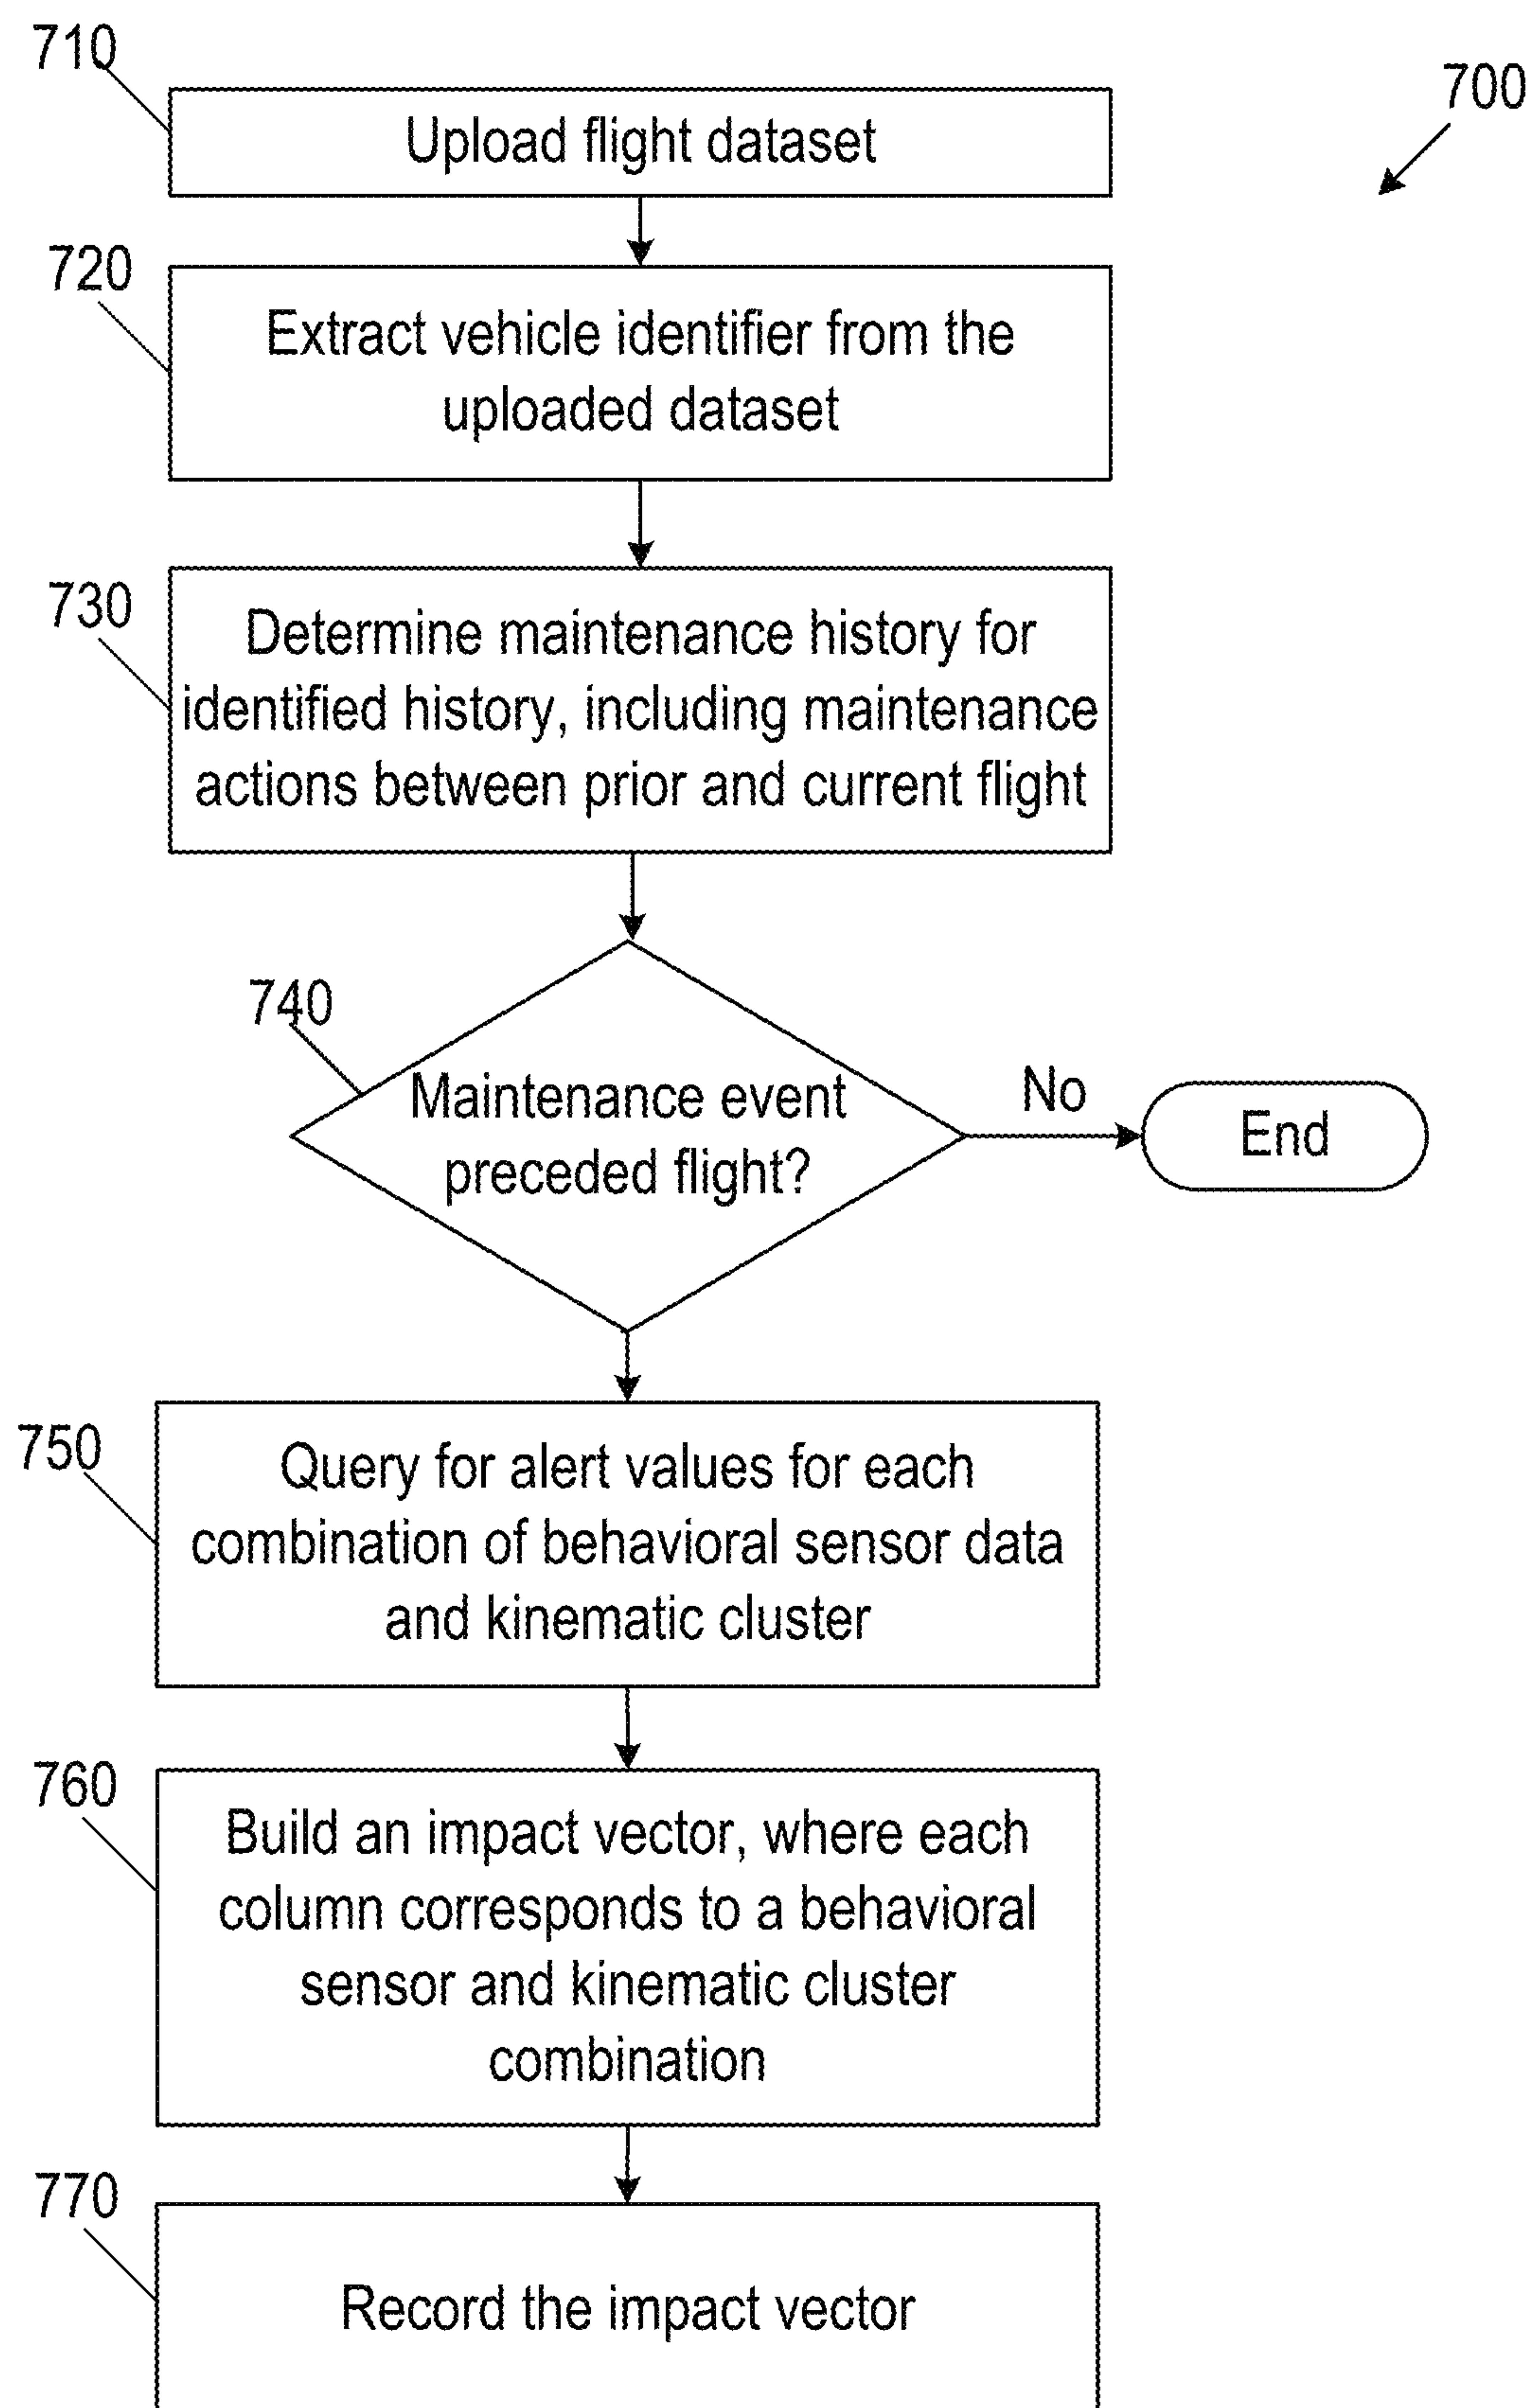 710
700
Upload flight dataset
720
Extract vehicle identifier from the
uploaded dataset
730
Determine maintenance history for
identified history, including maintenance
actions between prior and current flight
740
Maintenance event
preceded flight?
No
End
750
Query for alert values for each
combination of behavioral sensor data
and kinematic cluster
760
Build an impact vector, where each
column corresponds to a behavioral
sensor and kinematic cluster
combination
770
Record the impact vector